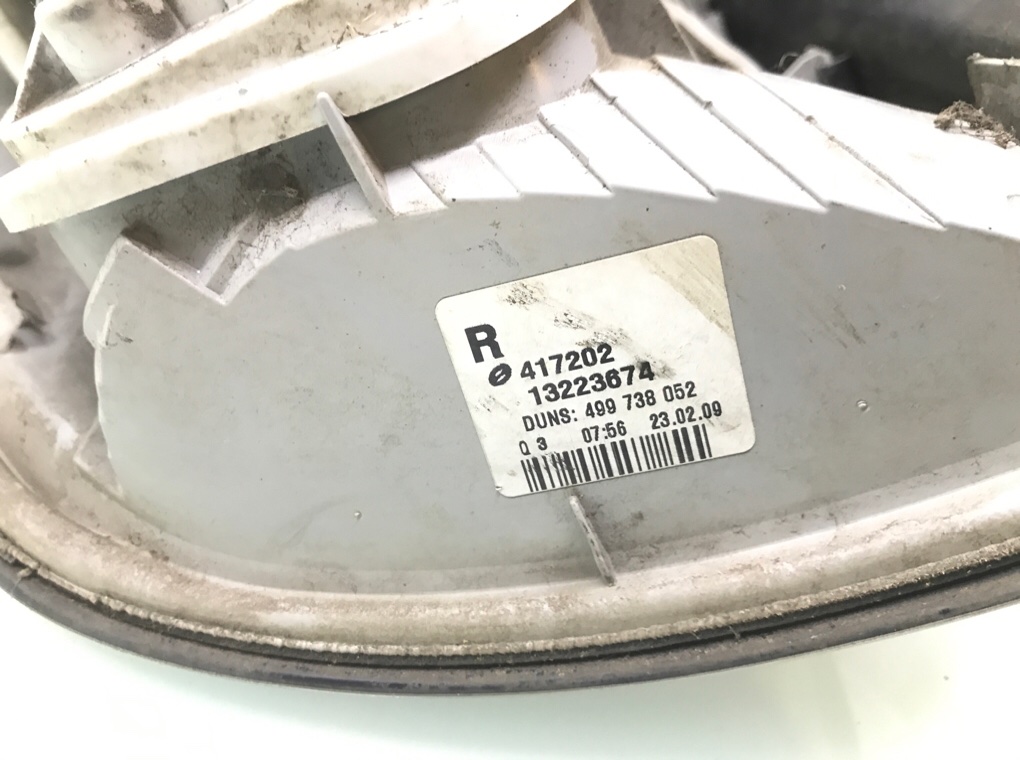 R
417202
13223674
DUNS: 499 738 052
Q 3 07:56 23.02.09